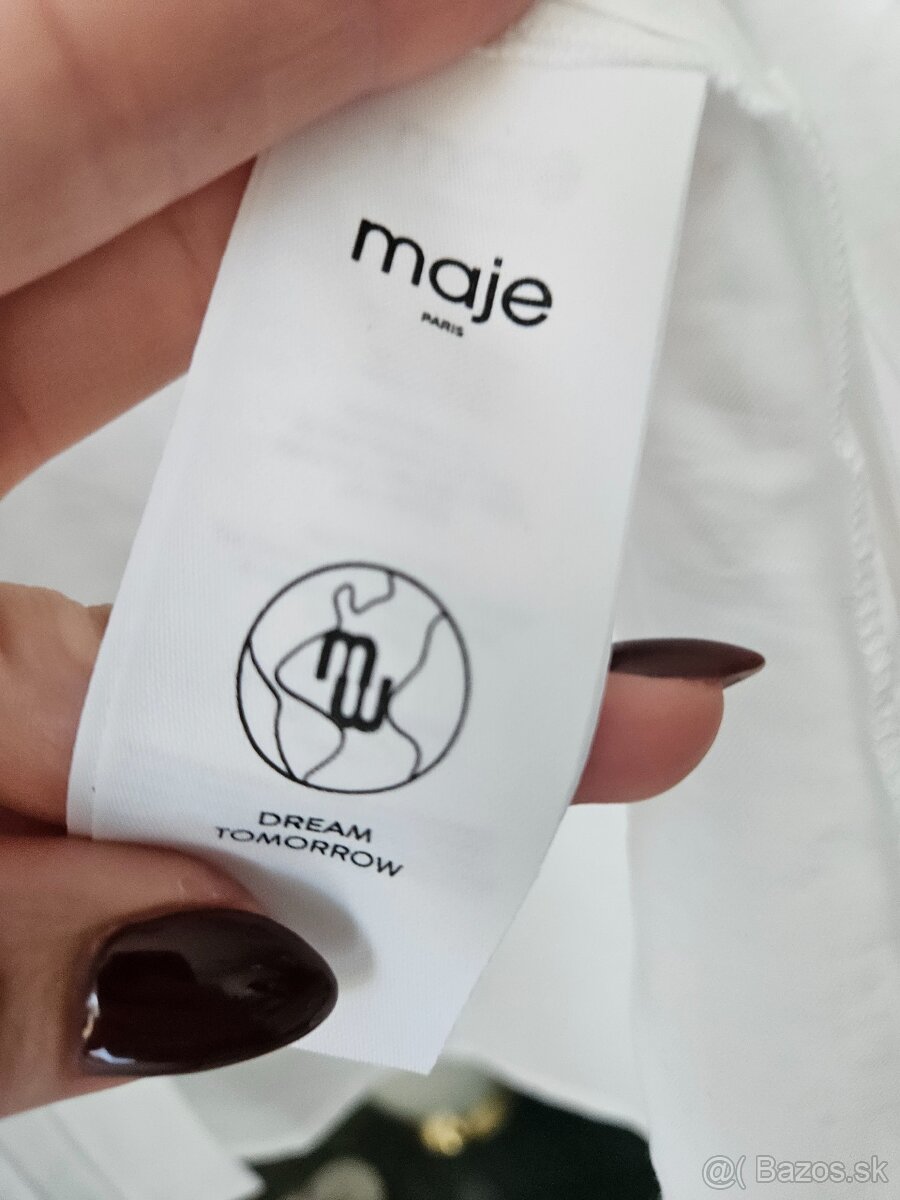 maje
PARIS
DREAM
TOMORROW
@( Bazos.sk